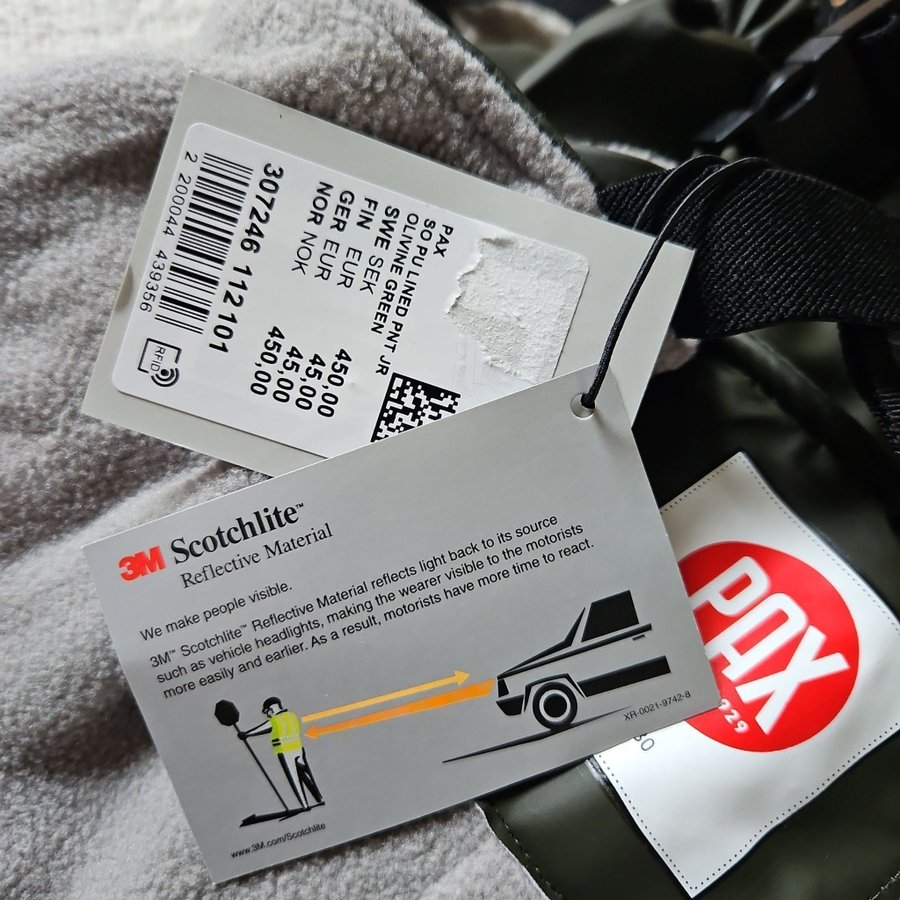 PAX
SO PU LINED PNT JR
OLIVINE GREEN
SWE SEK 450.00
FIN EUR 45.00
GER EUR 45.00
NOR NOK 450.00
307246 112101
2 200044 439356
RFID
3M Scotchlite™
Reflective Material
We make people visible.
3M™ Scotchlite™ Reflective Material reflects light back to its source
such as vehicle headlights, making the wearer visible to the motorists
more easily and earlier. As a result, motorists have more time to react.
XR-0021-9742-8
www.3M.com/Scotchlite
PAX